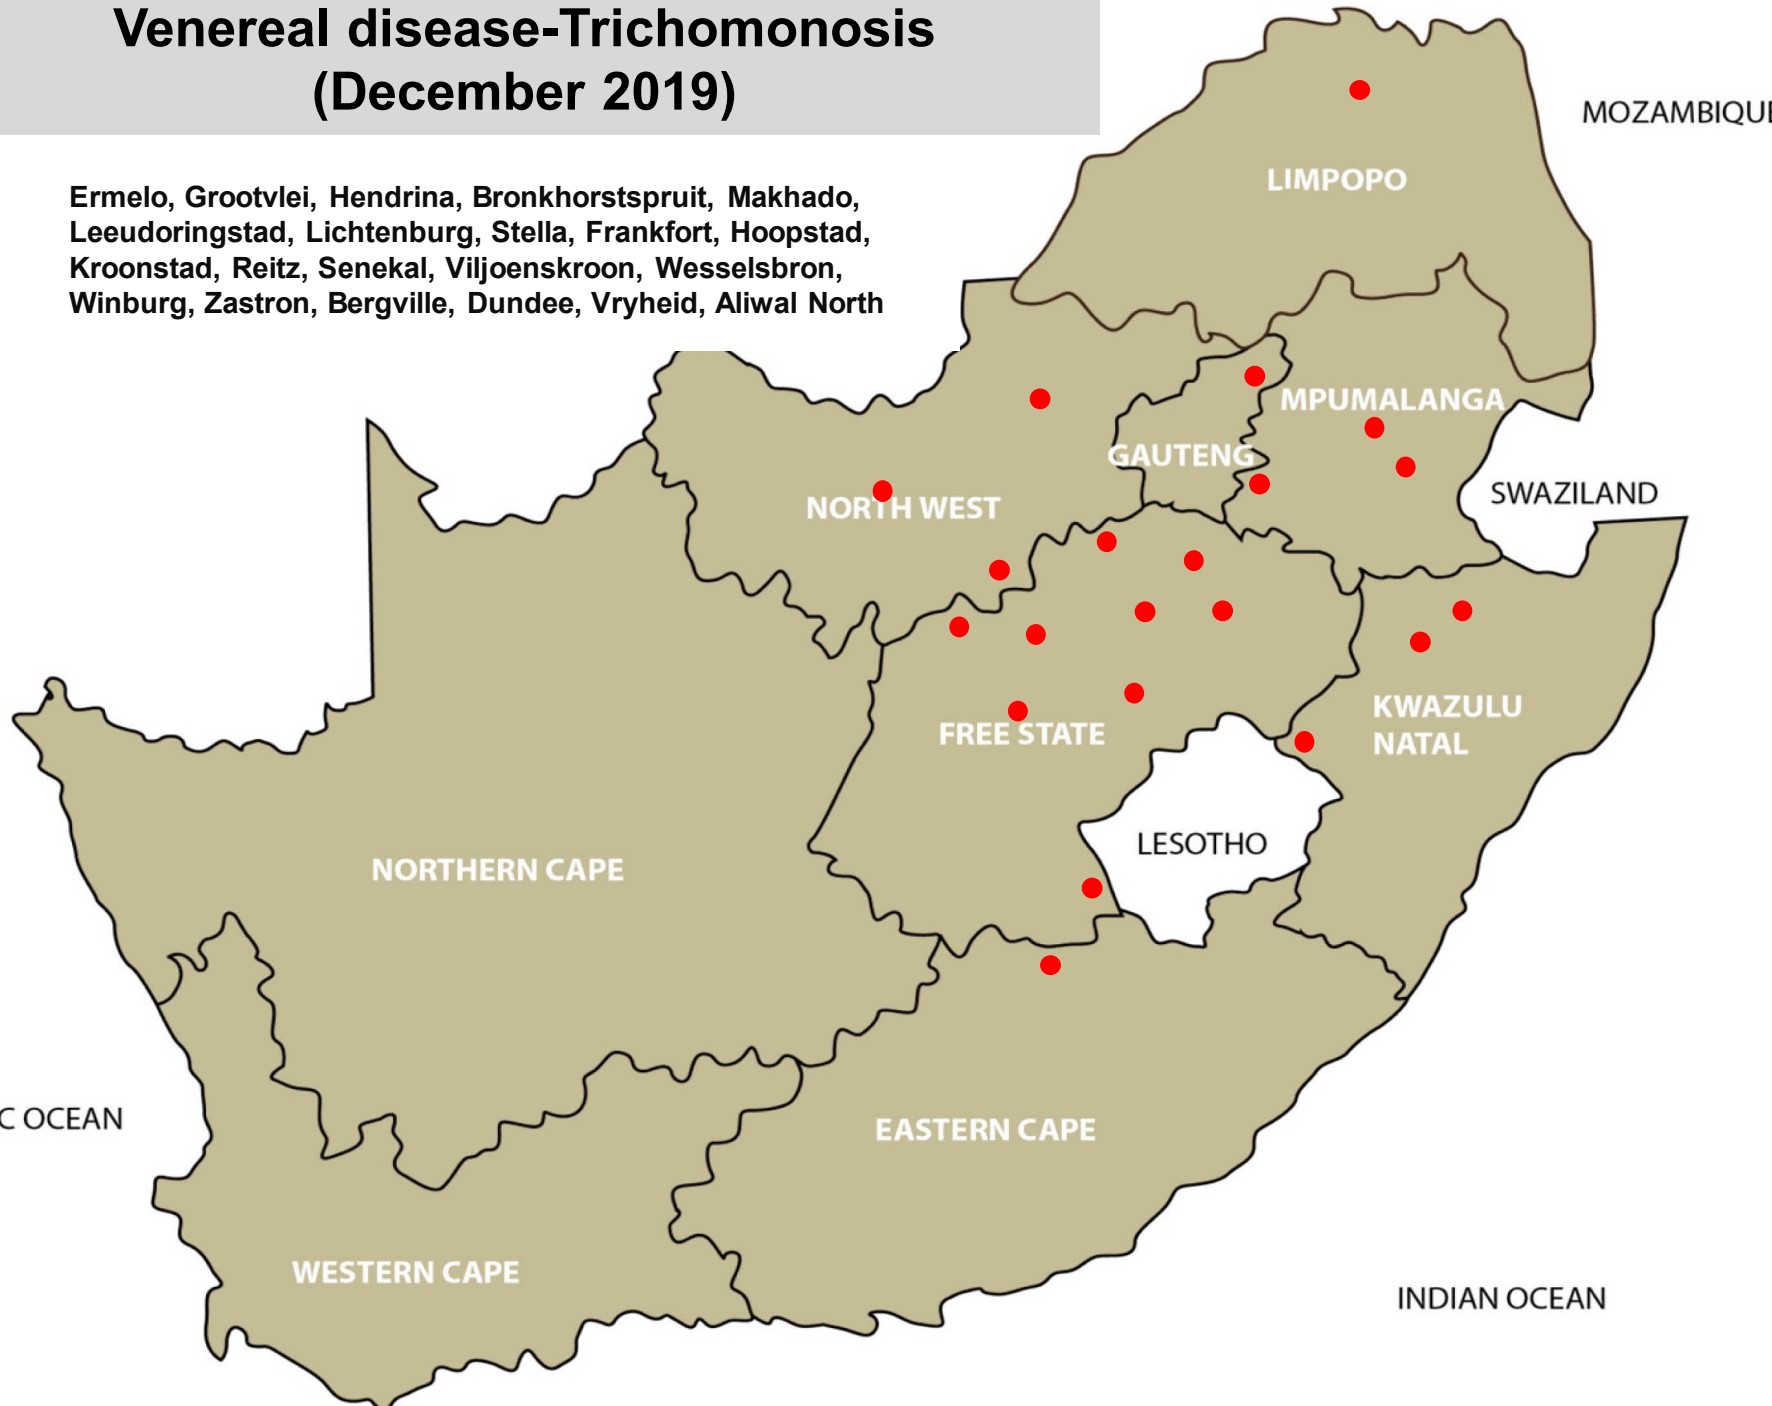 Venereal disease-Trichomonosis
(December 2019)
Ermelo, Grootvlei, Hendrina, Bronkhorstspruit, Makhado,
Leeudoringstad, Lichtenburg, Stella, Frankfort, Hoopstad,
Kroonstad, Reitz, Senekal, Viljoenskroon, Wesselsbron,
Winburg, Zastron, Bergville, Dundee, Vryheid, Aliwal North
MOZAMBIQUE
LIMPOPO
MPUMALANGA
GAUTENG
SWAZILAND
NORTH WEST
KWAZULU
NATAL
FREE STATE
LESOTHO
NORTHERN CAPE
C OCEAN
EASTERN CAPE
WESTERN CAPE
INDIAN OCEAN